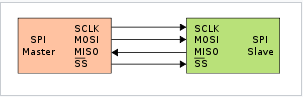 SCLK
SPI MOSI
Master MISO
SS
SCLK
MOSI SPI
MISO Slave
SS